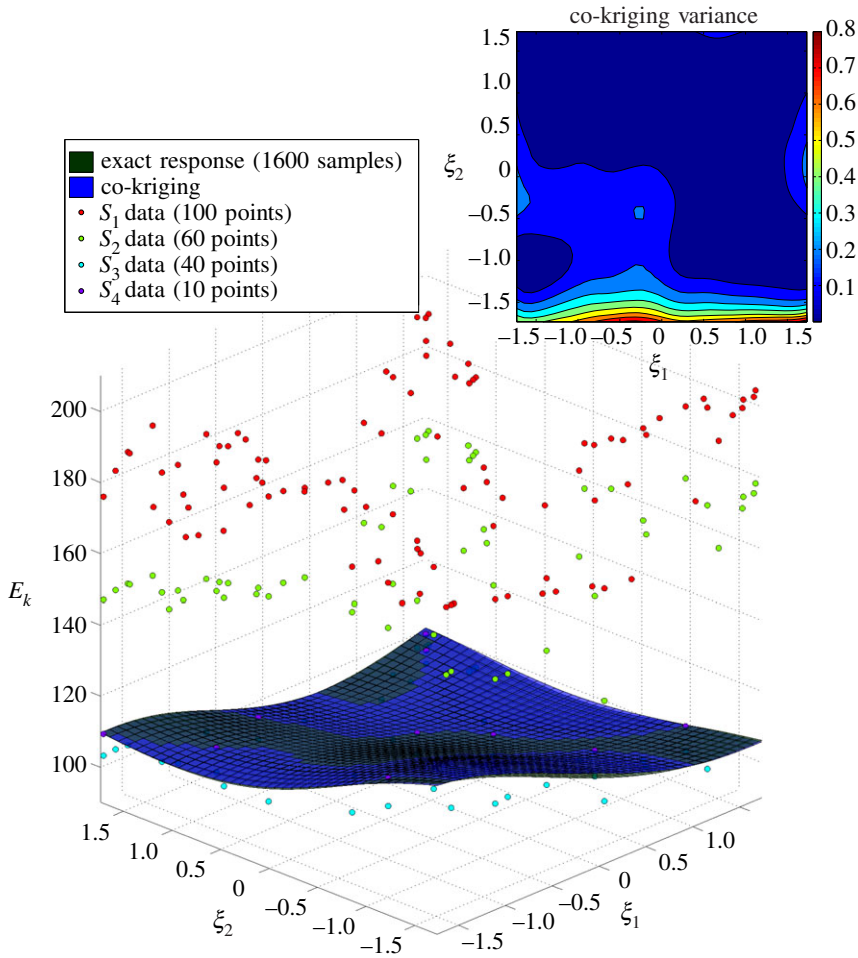 co-kriging variance
1.5
1.0
0.5
0
−0.5
−1.0
−1.5
ξ2
−1.5 −1.0 −0.5 0 0.5 1.0 1.5
ξ1
0.8
0.7
0.6
0.5
0.4
0.3
0.2
0.1
exact response (1600 samples)
co-kriging
S1 data (100 points)
S2 data (60 points)
S3 data (40 points)
S4 data (10 points)
200
180
160
140
120
100
Ek
1.5
1.0
0.5
0
−0.5
−1.0
−1.5
ξ2
−1.5
−1.0
−0.5
0
0.5
1.0
ξ1